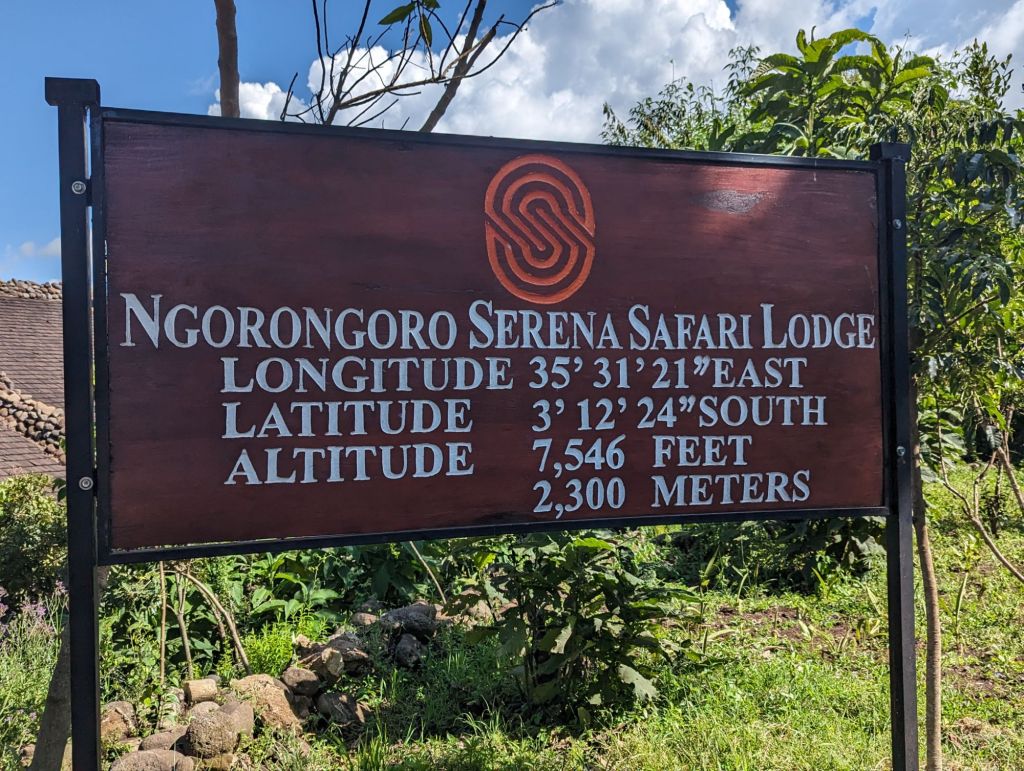 NGORONGORO SERENA SAFARI LODGE
LONGITUDE 35' 31' 21" EAST
LATITUDE 3' 12' 24" SOUTH
ALTITUDE 7,546 FEET
2,300 METERS